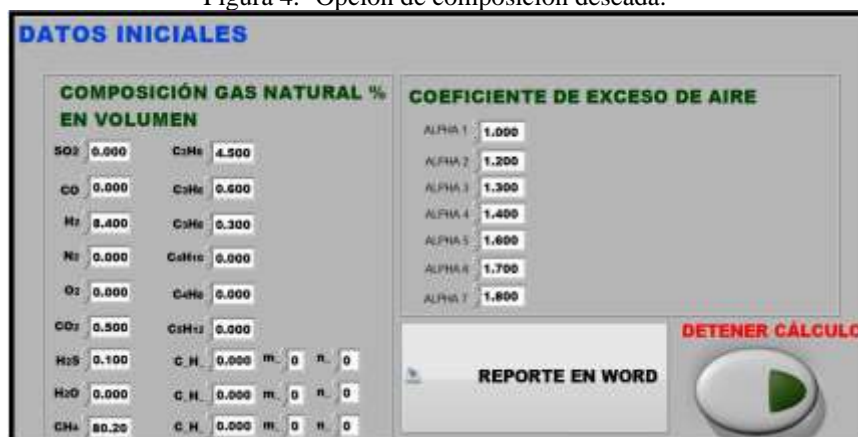 Figura 4. Opción de composición deseada.
DATOS INICIALES
COMPOSICIÓN GAS NATURAL %
EN VOLUMEN
SO2 0.000
CO 0.000
H2 8.400
N2 0.000
O2 0.000
CO2 0.500
H2S 0.100
H2O 0.000
CH4 80.20
4.500
0.600
0.300
0.000
0.000
C5H12 0.000
C_H_ 0.000 m_ 0 n_ 0
C_H_ 0.000 m_ 0 n_ 0
C_H_ 0.000 m_ 0 n_ 0
COEFICIENTE DE EXCESO DE AIRE
ALPHA 1 1.000
ALPHA 2 1.200
ALPHA 3 1.300
ALPHA 4 1.400
ALPHA 5 1.600
ALPHA 6 1.700
ALPHA 7 1.800
REPORTE EN WORD
DETENER CÁLCULO